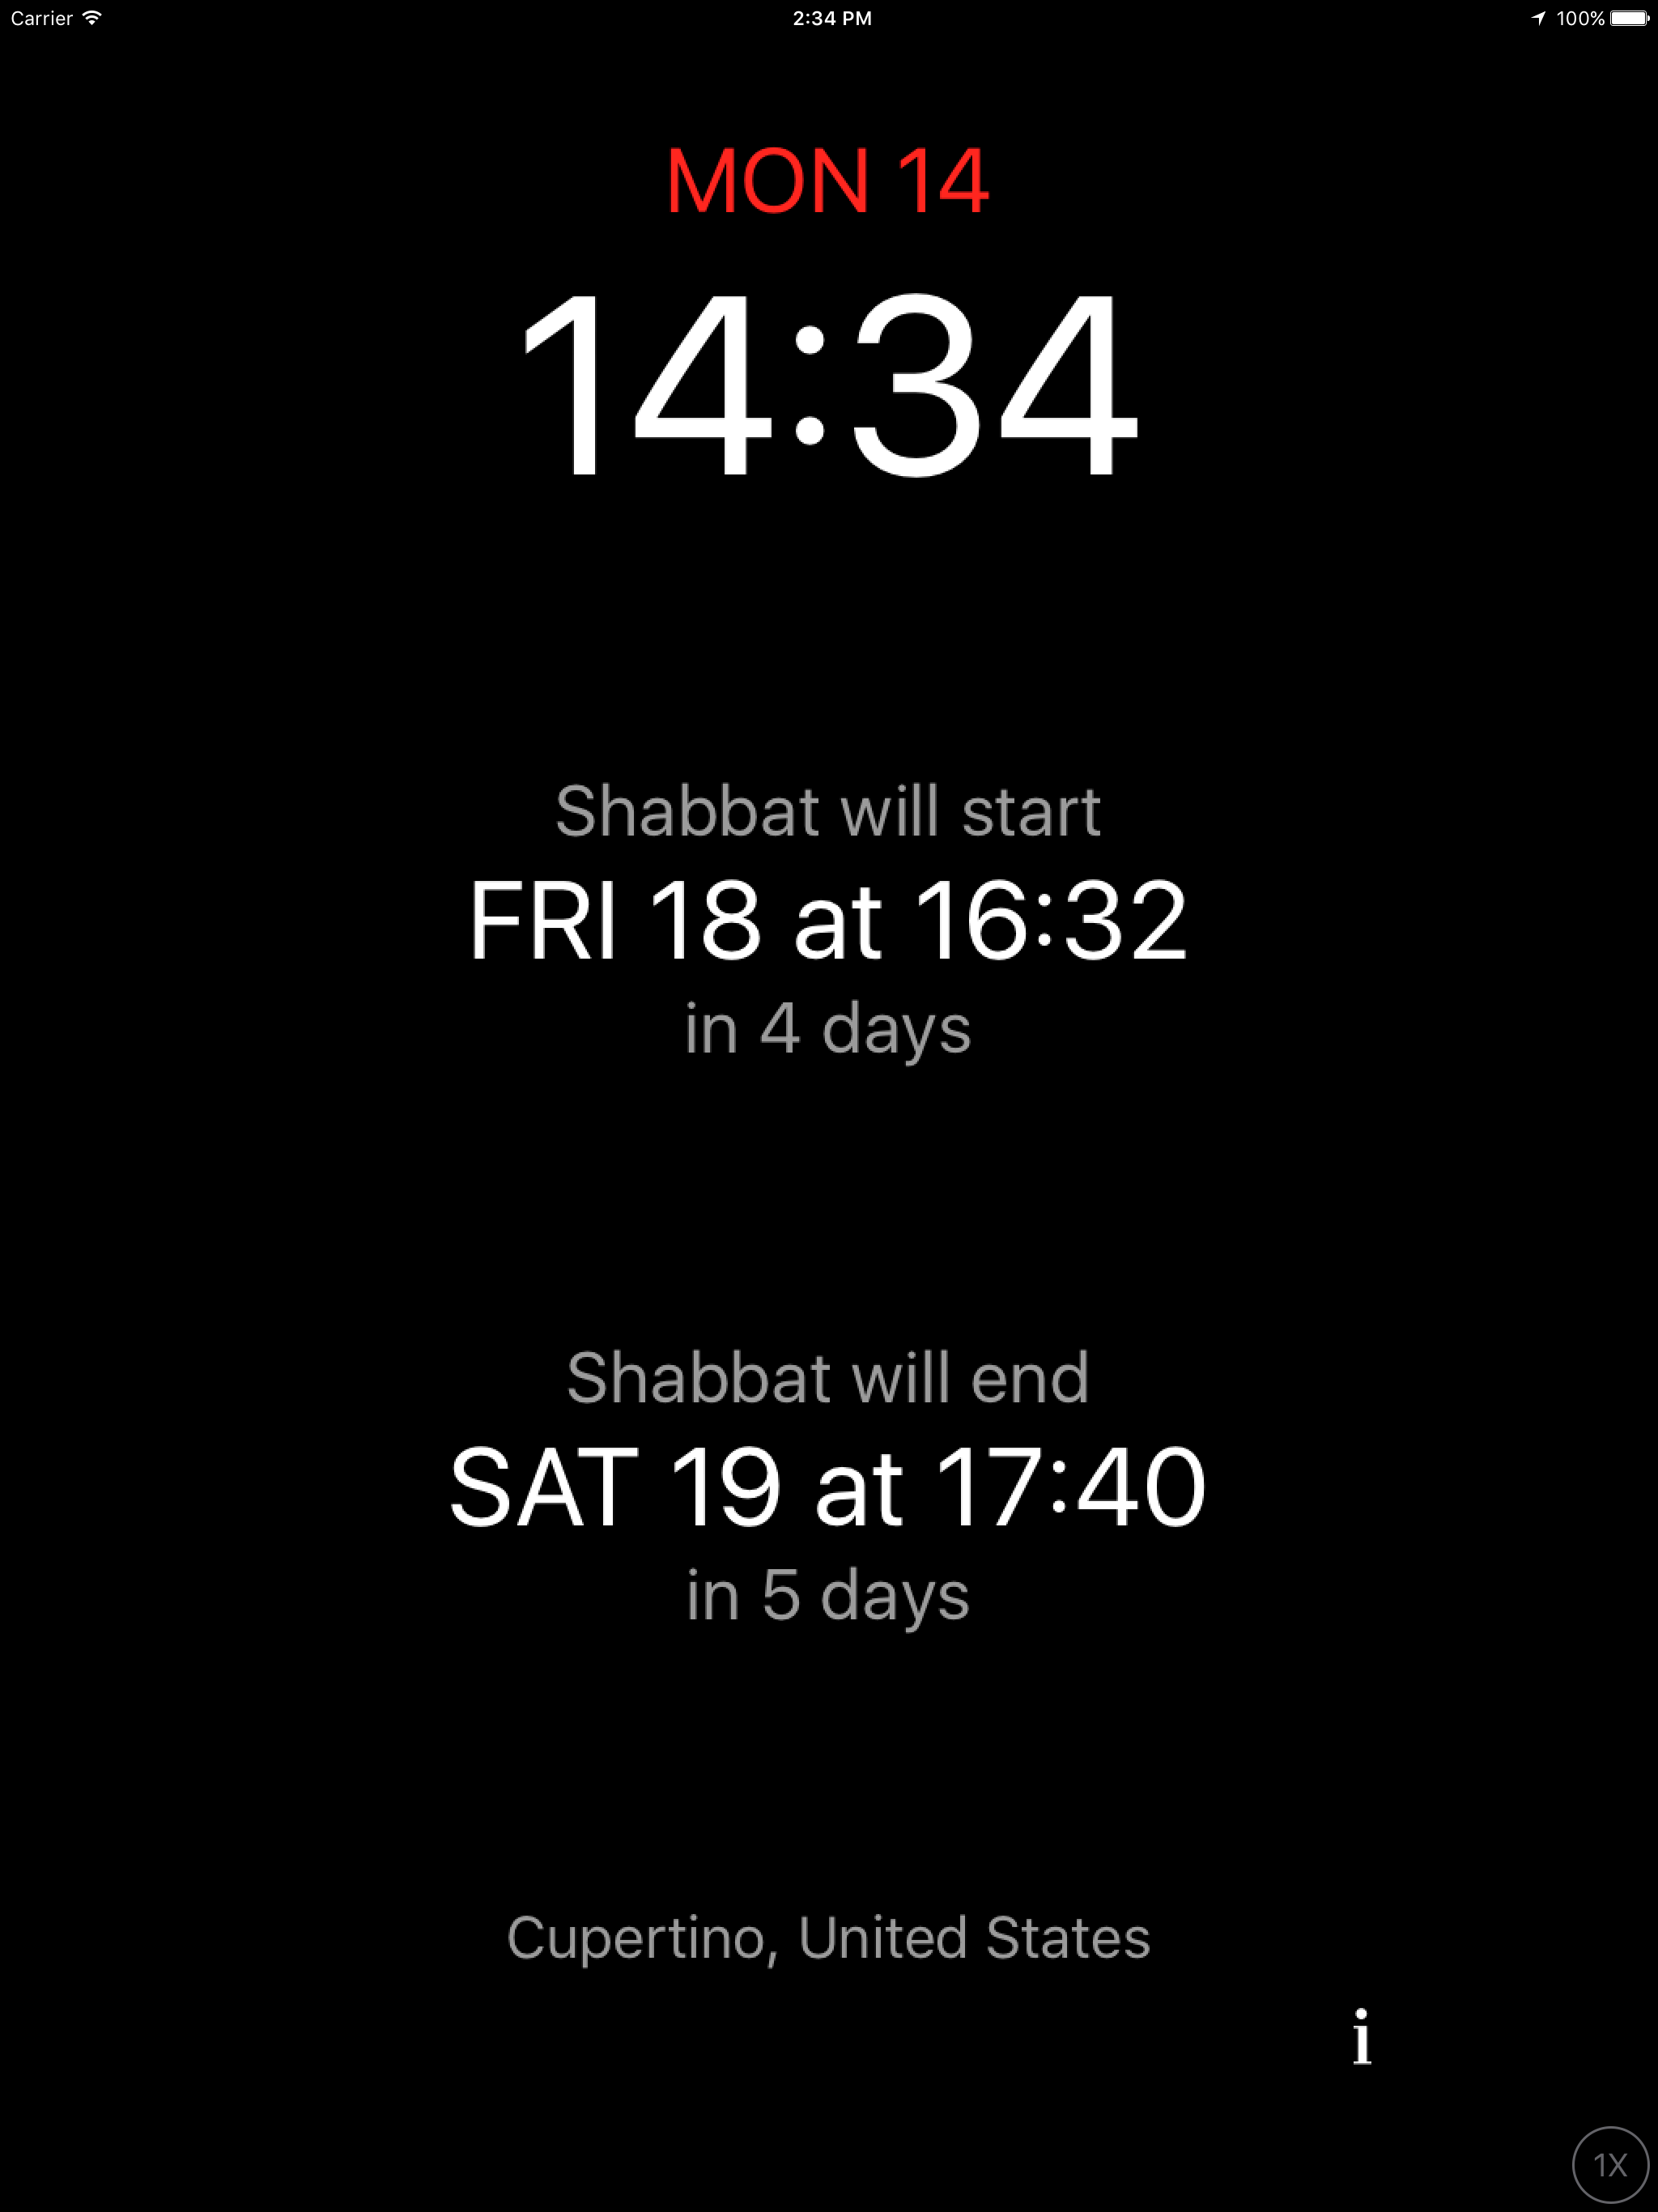 Carrier 2:34 PM 100%
MON 14
14:34
Shabbat will start
FRI 18 at 16:32
in 4 days
Shabbat will end
SAT 19 at 17:40
in 5 days
Cupertino, United States
i
1X